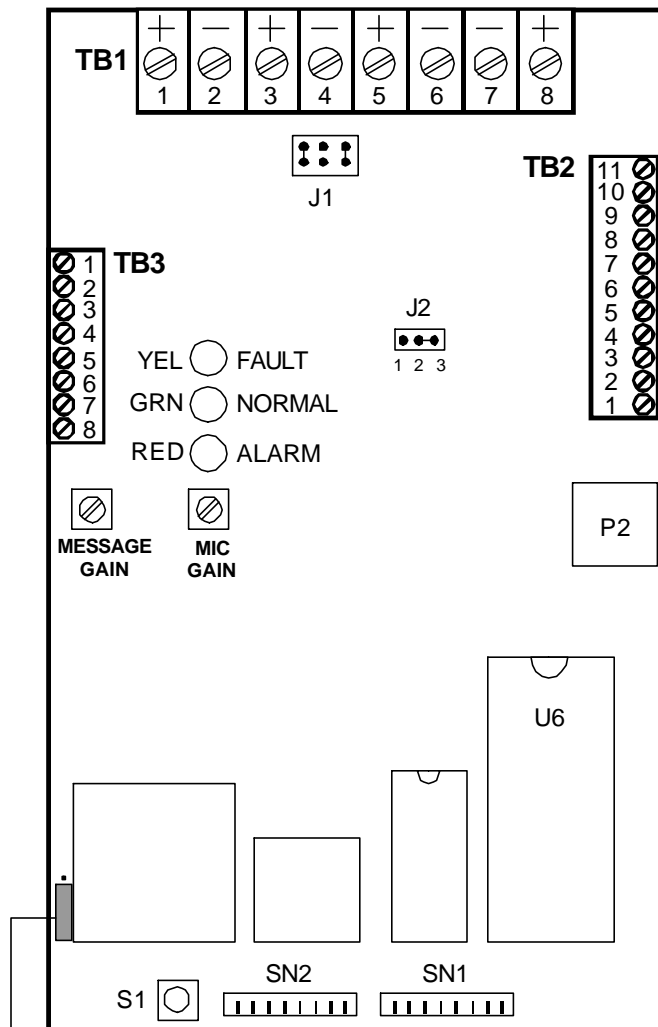 + − + − + − − +
TB1
1 2 3 4 5 6 7 8
J1
TB2
11
10
9
8
7
6
5
4
3
2
1
TB3
1
2
3
4
5
6
7
8
J2
1 2 3
YEL FAULT
GRN NORMAL
RED ALARM
MESSAGE
GAIN
MIC
GAIN
P2
U6
S1
SN2
SN1